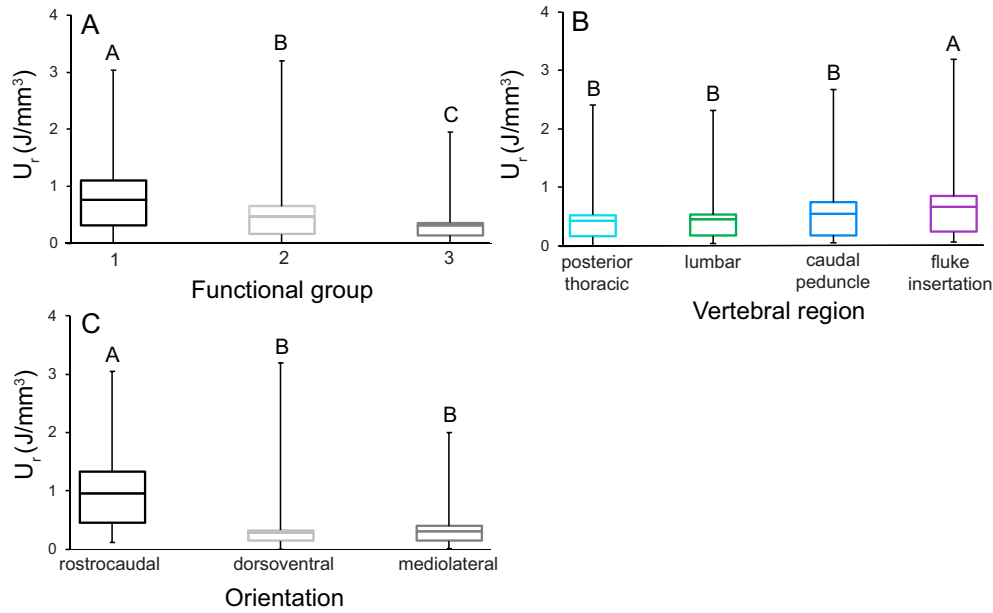 A
4
3
2
1
0
Ur (J/mm³)
A
B
C
1 2 3
Functional group
B
4
3
2
1
0
Ur (J/mm³)
B
B
B
A
posterior thoracic
lumbar
caudal peduncle
fluke insertation
Vertebral region
C
4
3
2
1
0
Ur (J/mm³)
A
B
B
rostrocaudal dorsoventral mediolateral
Orientation